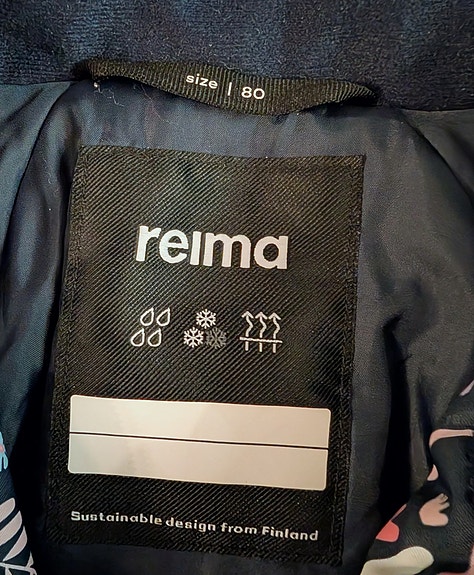 size | 80
reima
Sustainable design from Finland